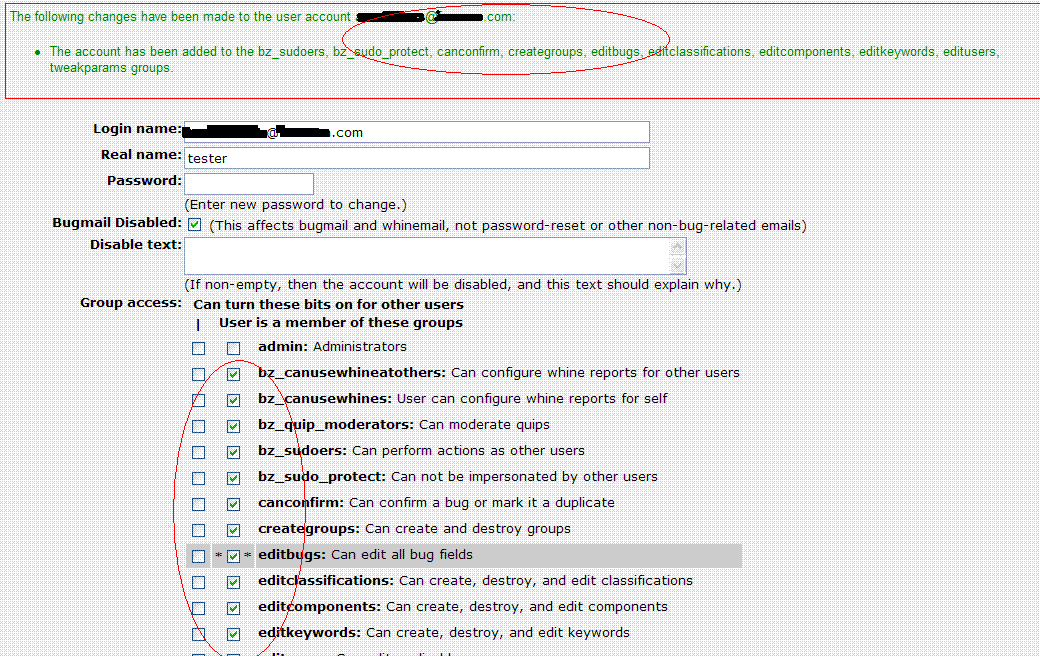 The following changes have been made to the user account @ .com:
The account has been added to the bz_sudoers, bz_sudo_protect, canconfirm, creategroups, editbugs, editclassifications, editcomponents, editkeywords, editusers,
tweakparams groups.
Login name: @ .com
Real name: tester
Password:
(Enter new password to change.)
Bugmail Disabled: (This affects bugmail and whinemail, not password-reset or other non-bug-related emails)
Disable text:
(If non-empty, then the account will be disabled, and this text should explain why.)
Group access: Can turn these bits on for other users
| User is a member of these groups
admin: Administrators
bz_canusewhineatothers: Can configure whine reports for other users
bz_canusewhines: User can configure whine reports for self
bz_quip_moderators: Can moderate quips
bz_sudoers: Can perform actions as other users
bz_sudo_protect: Can not be impersonated by other users
canconfirm: Can confirm a bug or mark it a duplicate
creategroups: Can create and destroy groups
* * editbugs: Can edit all bug fields
editclassifications: Can create, destroy, and edit classifications
editcomponents: Can create, destroy, and edit components
editkeywords: Can create, destroy, and edit keywords